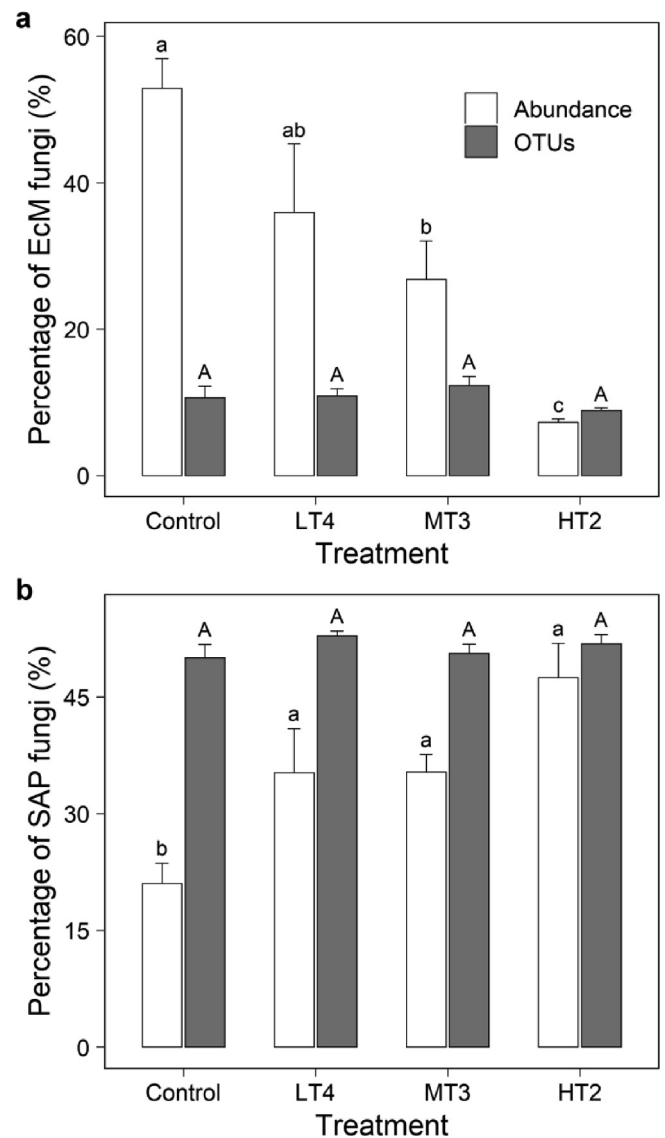 a
Percentage of EcM fungi (%)
60
40
20
0
a
ab
b
c
A
A
A
A
Abundance
OTUs
Control
LT4
MT3
HT2
Treatment
b
Percentage of SAP fungi (%)
45
30
15
0
b
a
a
a
A
A
A
A
Control
LT4
MT3
HT2
Treatment